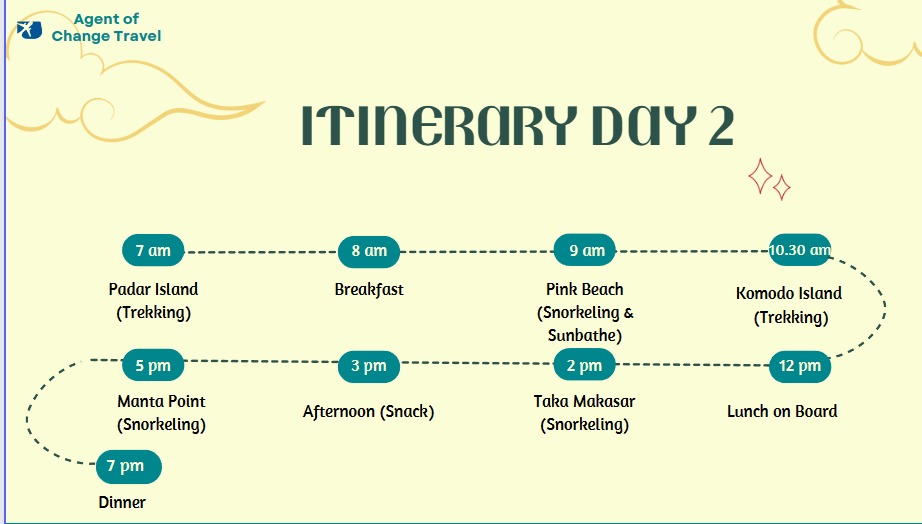 Agent of
Change Travel
ITINERARY DAY 2
7 am
8 am
9 am
10.30 am
Padar Island
(Trekking)
Breakfast
Pink Beach
(Snorkeling &
Sunbathe)
Komodo Island
(Trekking)
12 pm
Lunch on Board
2 pm
Taka Makasar
(Snorkeling)
3 pm
Afternoon (Snack)
5 pm
Manta Point
(Snorkeling)
7 pm
Dinner